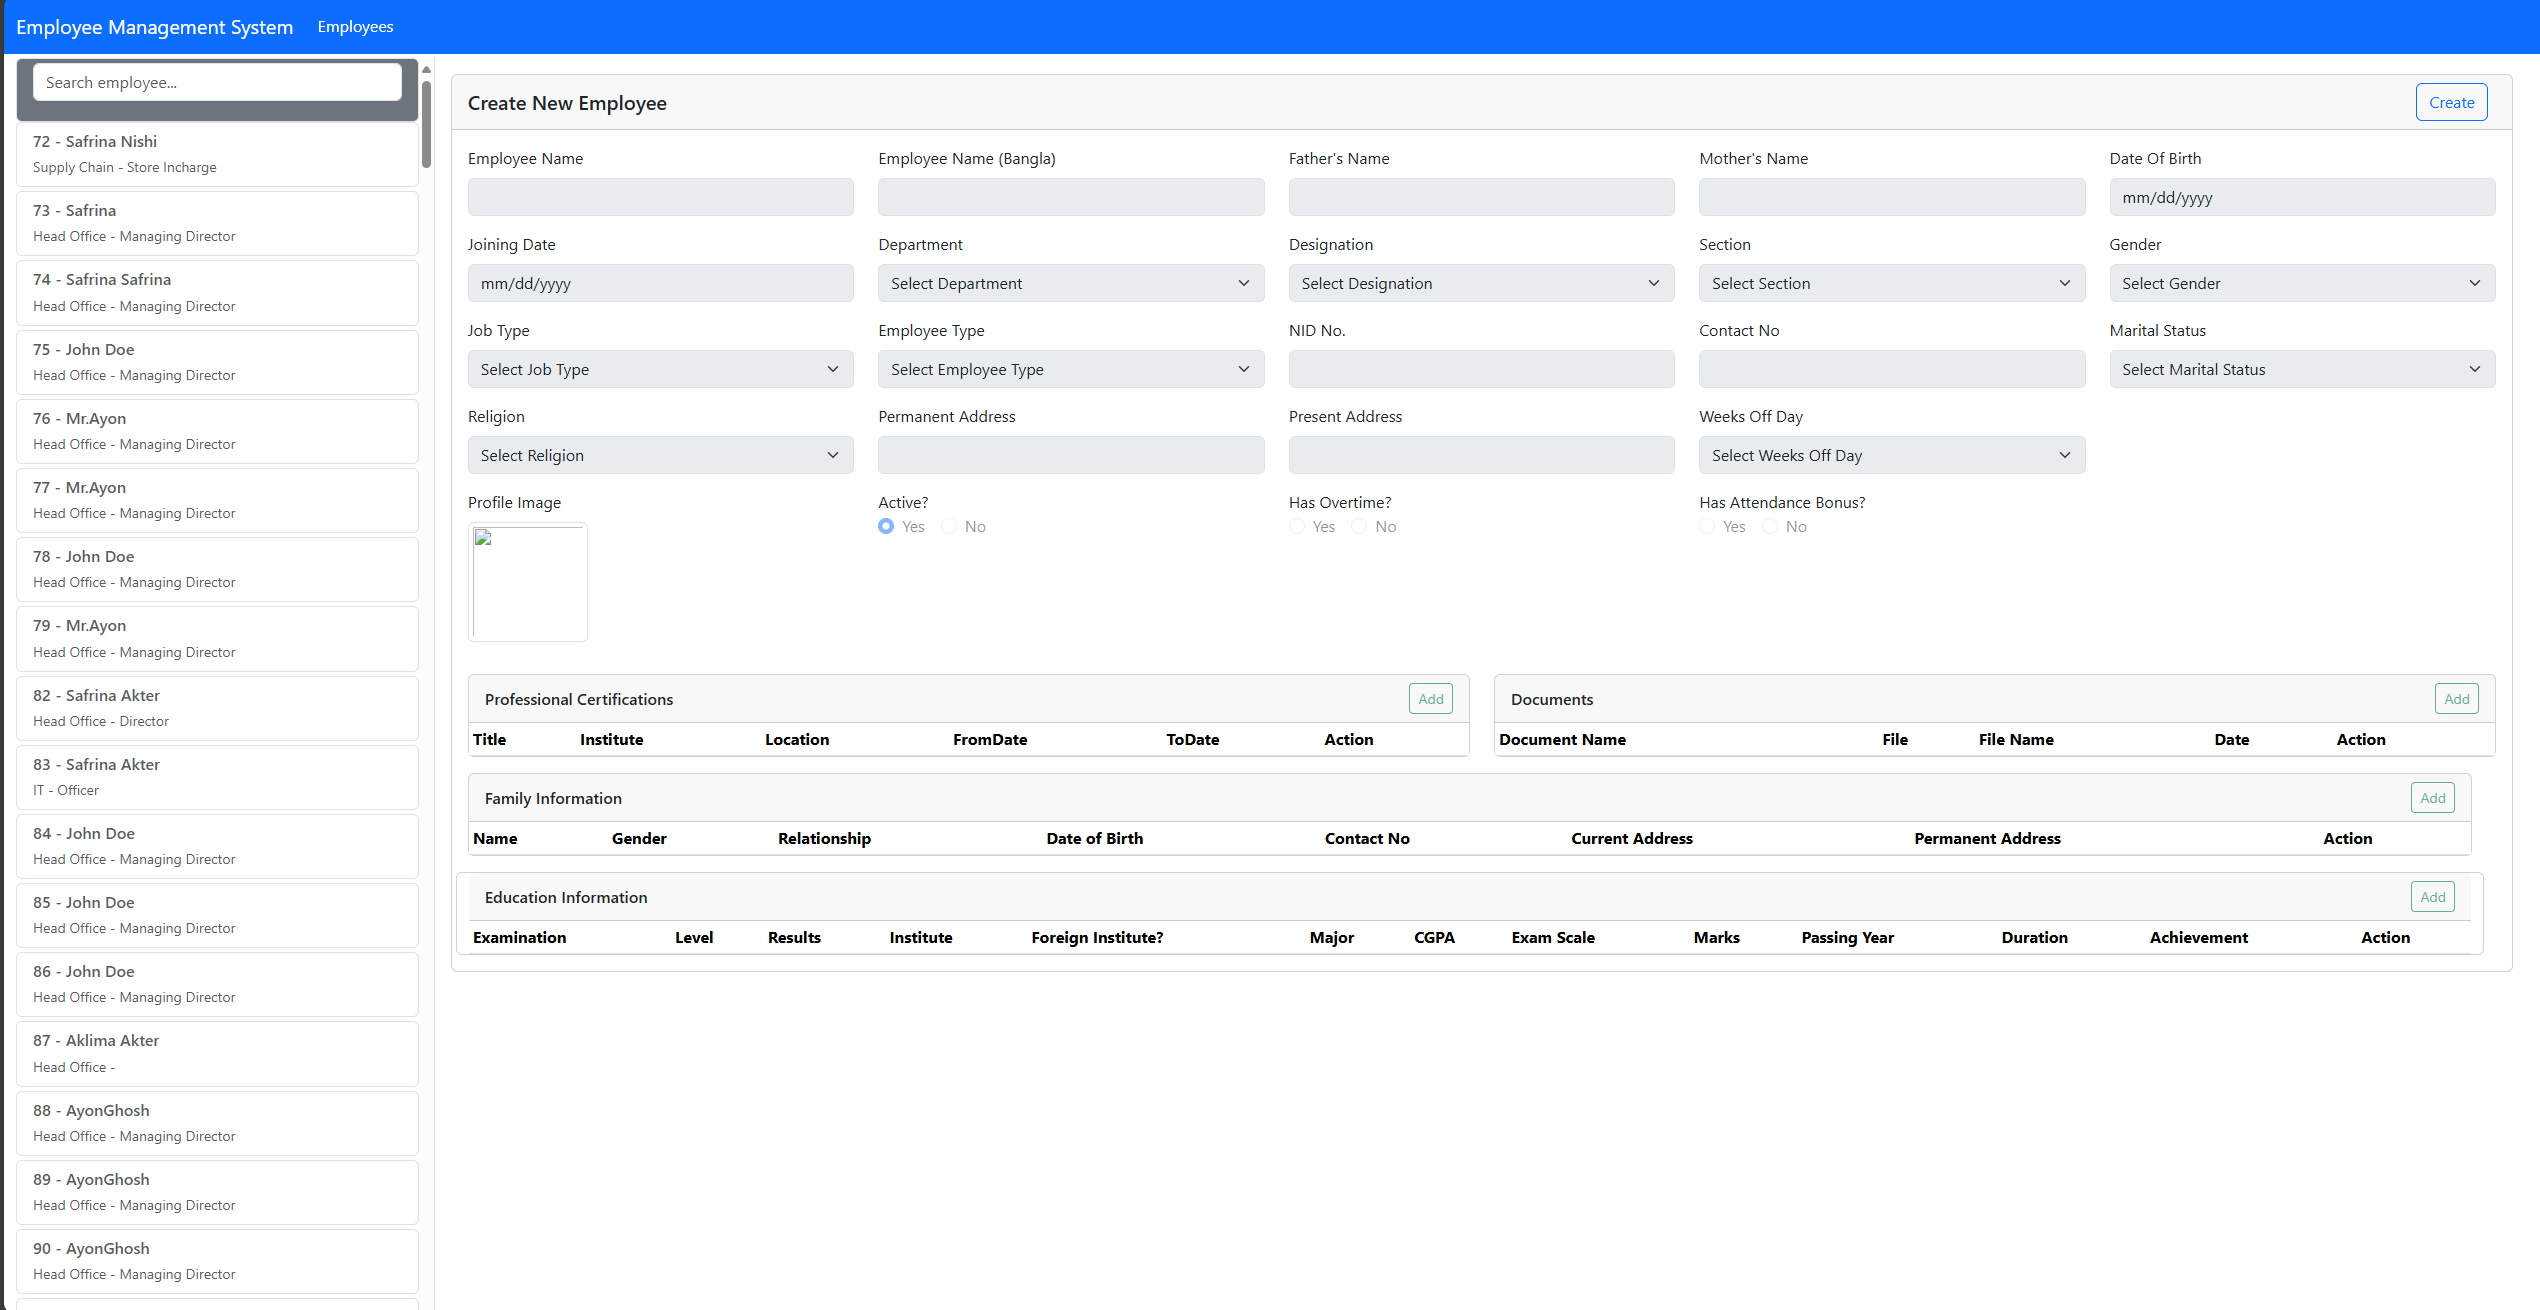 Employee Management System Employees
Search employee...
72 - Safrina Nishi
Supply Chain - Store Incharge
73 - Safrina
Head Office - Managing Director
74 - Safrina Safrina
Head Office - Managing Director
75 - John Doe
Head Office - Managing Director
76 - Mr.Ayon
Head Office - Managing Director
77 - Mr.Ayon
Head Office - Managing Director
78 - John Doe
Head Office - Managing Director
79 - Mr.Ayon
Head Office - Managing Director
82 - Safrina Akter
Head Office - Director
83 - Safrina Akter
IT - Officer
84 - John Doe
Head Office - Managing Director
85 - John Doe
Head Office - Managing Director
86 - John Doe
Head Office - Managing Director
87 - Aklima Akter
Head Office -
88 - AyonGhosh
Head Office - Managing Director
89 - AyonGhosh
Head Office - Managing Director
90 - AyonGhosh
Head Office - Managing Director
Create New Employee Create
Employee Name Employee Name (Bangla) Father's Name Mother's Name Date Of Birth
mm/dd/yyyy
Joining Date Department Designation Section Gender
mm/dd/yyyy Select Department Select Designation Select Section Select Gender
Job Type Employee Type NID No. Contact No Marital Status
Select Job Type Select Employee Type Select Marital Status
Religion Permanent Address Present Address Weeks Off Day
Select Religion Select Weeks Off Day
Profile Image Active? Has Overtime? Has Attendance Bonus?
Yes No Yes No Yes No
Professional Certifications Add
Title Institute Location FromDate ToDate Action
Documents Add
Document Name File File Name Date Action
Family Information Add
Name Gender Relationship Date of Birth Contact No Current Address Permanent Address Action
Education Information Add
Examination Level Results Institute Foreign Institute? Major CGPA Exam Scale Marks Passing Year Duration Achievement Action